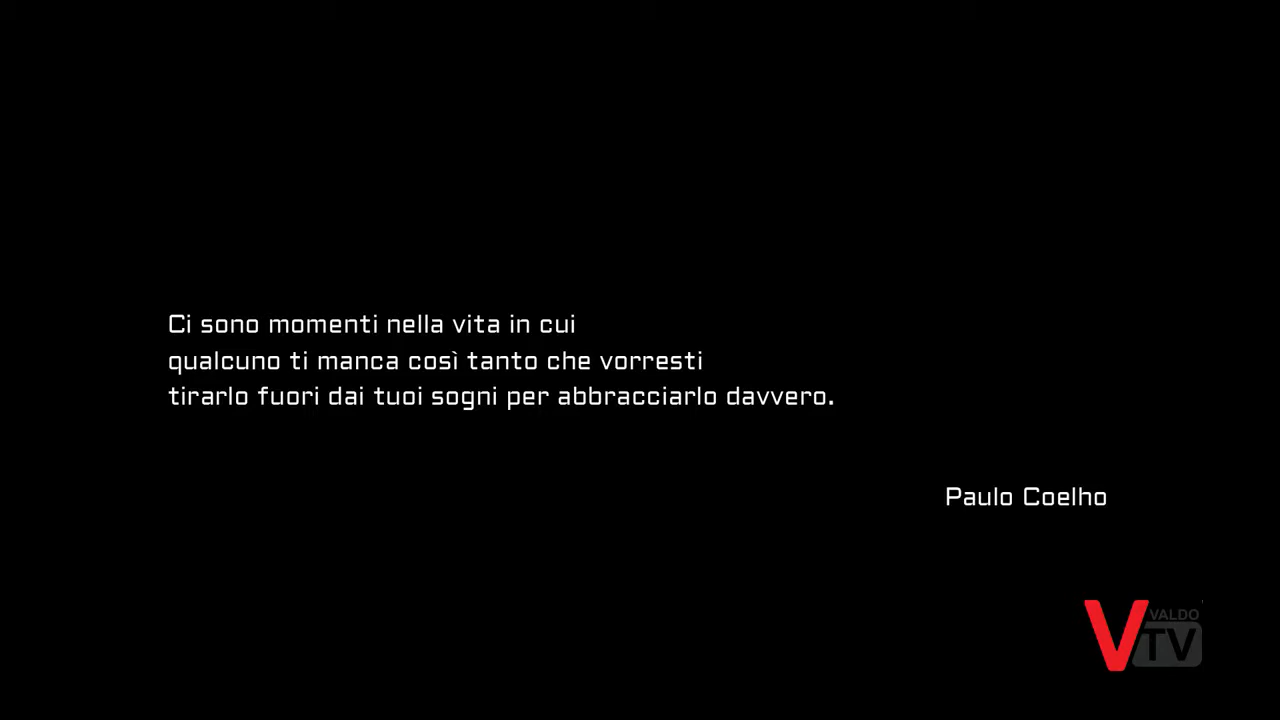 Ci sono momenti nella vita in cui
qualcuno ti manca così tanto che vorresti
tirarlo fuori dai tuoi sogni per abbracciarlo davvero.
Paulo Coelho
V VALDO
TV